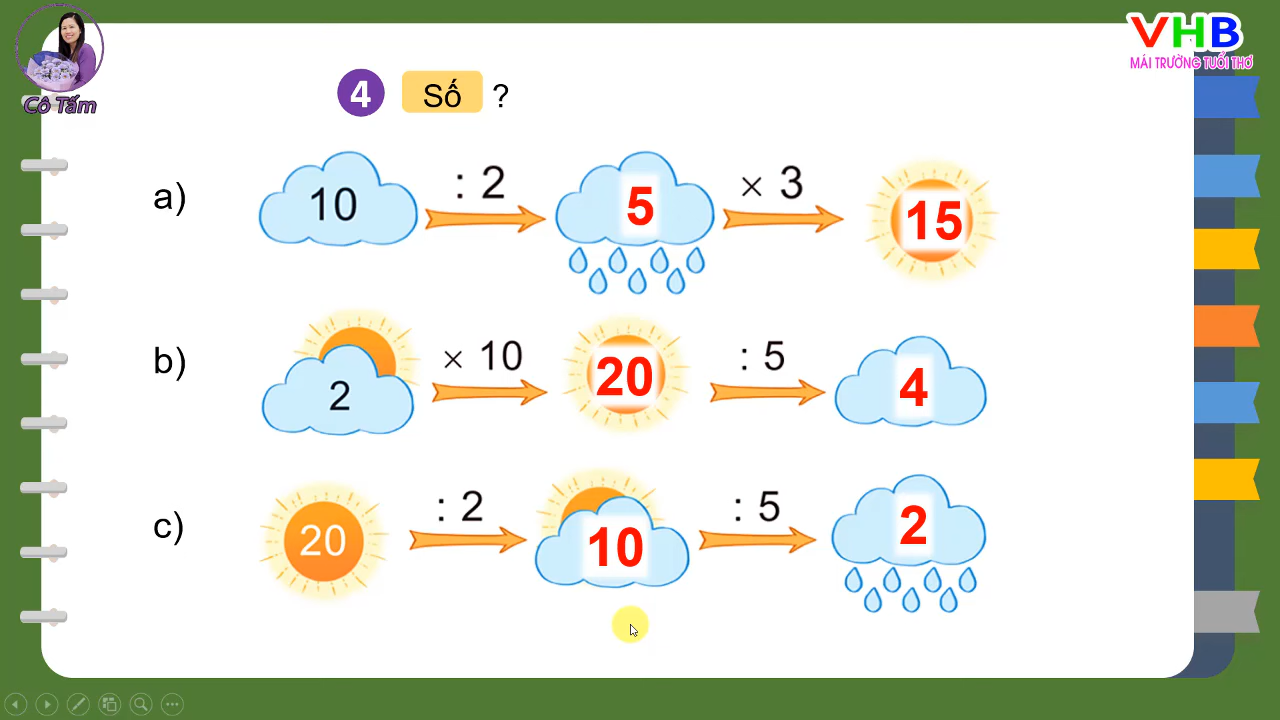 Cô Tấm
VHB
MÁI TRƯỜNG TUỔI THƠ
4 Số ?
a) 10 : 2 5 × 3 15
b) 2 × 10 20 : 5 4
c) 20 : 2 10 : 5 2